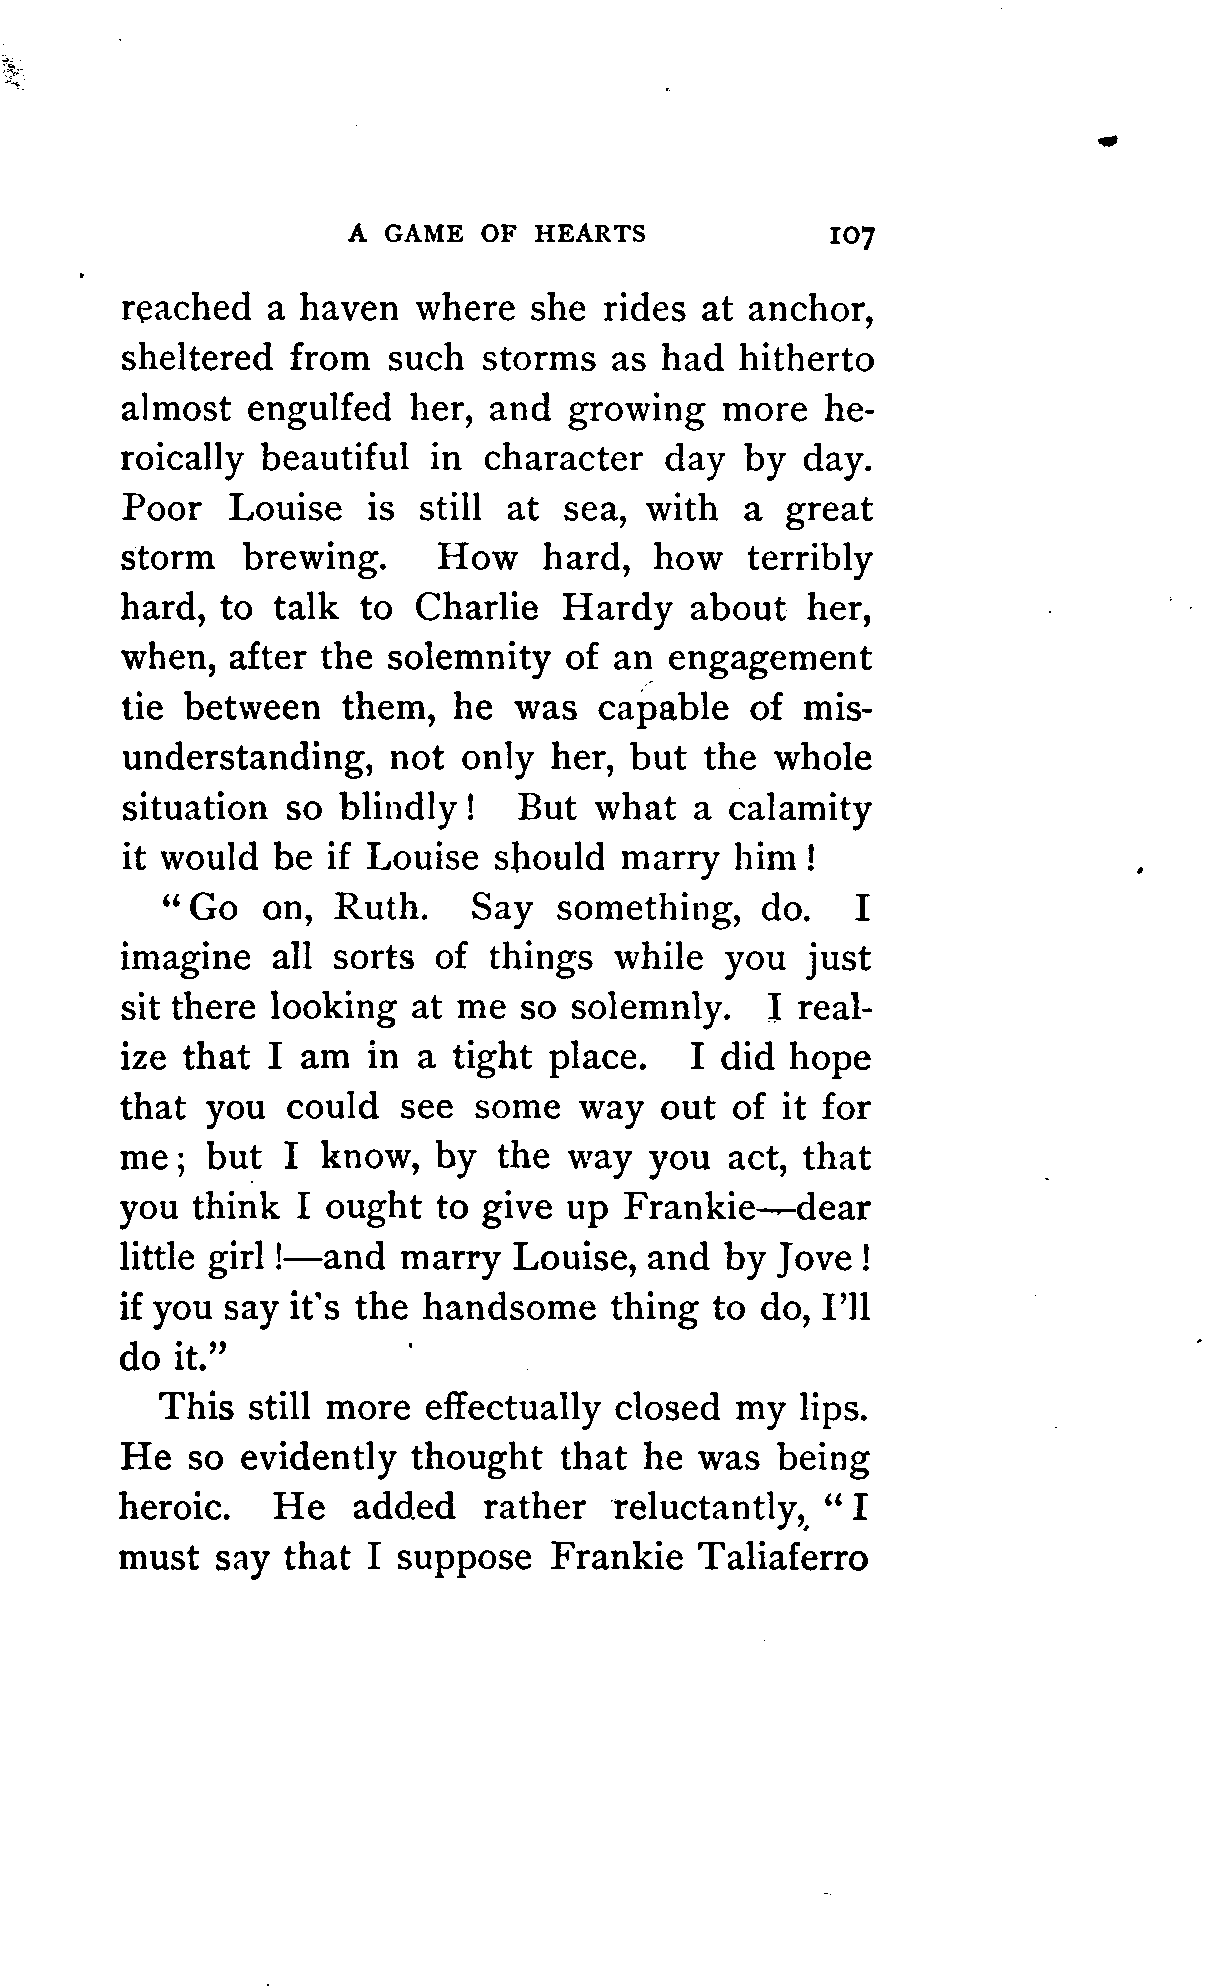 A GAME OF HEARTS 107
reached a haven where she rides at anchor,
sheltered from such storms as had hitherto
almost engulfed her, and growing more he-
roically beautiful in character day by day.
Poor Louise is still at sea, with a great
storm brewing. How hard, how terribly
hard, to talk to Charlie Hardy about her,
when, after the solemnity of an engagement
tie between them, he was capable of mis-
understanding, not only her, but the whole
situation so blindly! But what a calamity
it would be if Louise should marry him!
"Go on, Ruth. Say something, do. I
imagine all sorts of things while you just
sit there looking at me so solemnly. I real-
ize that I am in a tight place. I did hope
that you could see some way out of it for
me; but I know, by the way you act, that
you think I ought to give up Frankie—dear
little girl!—and marry Louise, and by Jove!
if you say it's the handsome thing to do, I'll
do it."
This still more effectually closed my lips.
He so evidently thought that he was being
heroic. He added rather reluctantly, "I
must say that I suppose Frankie Taliaferro